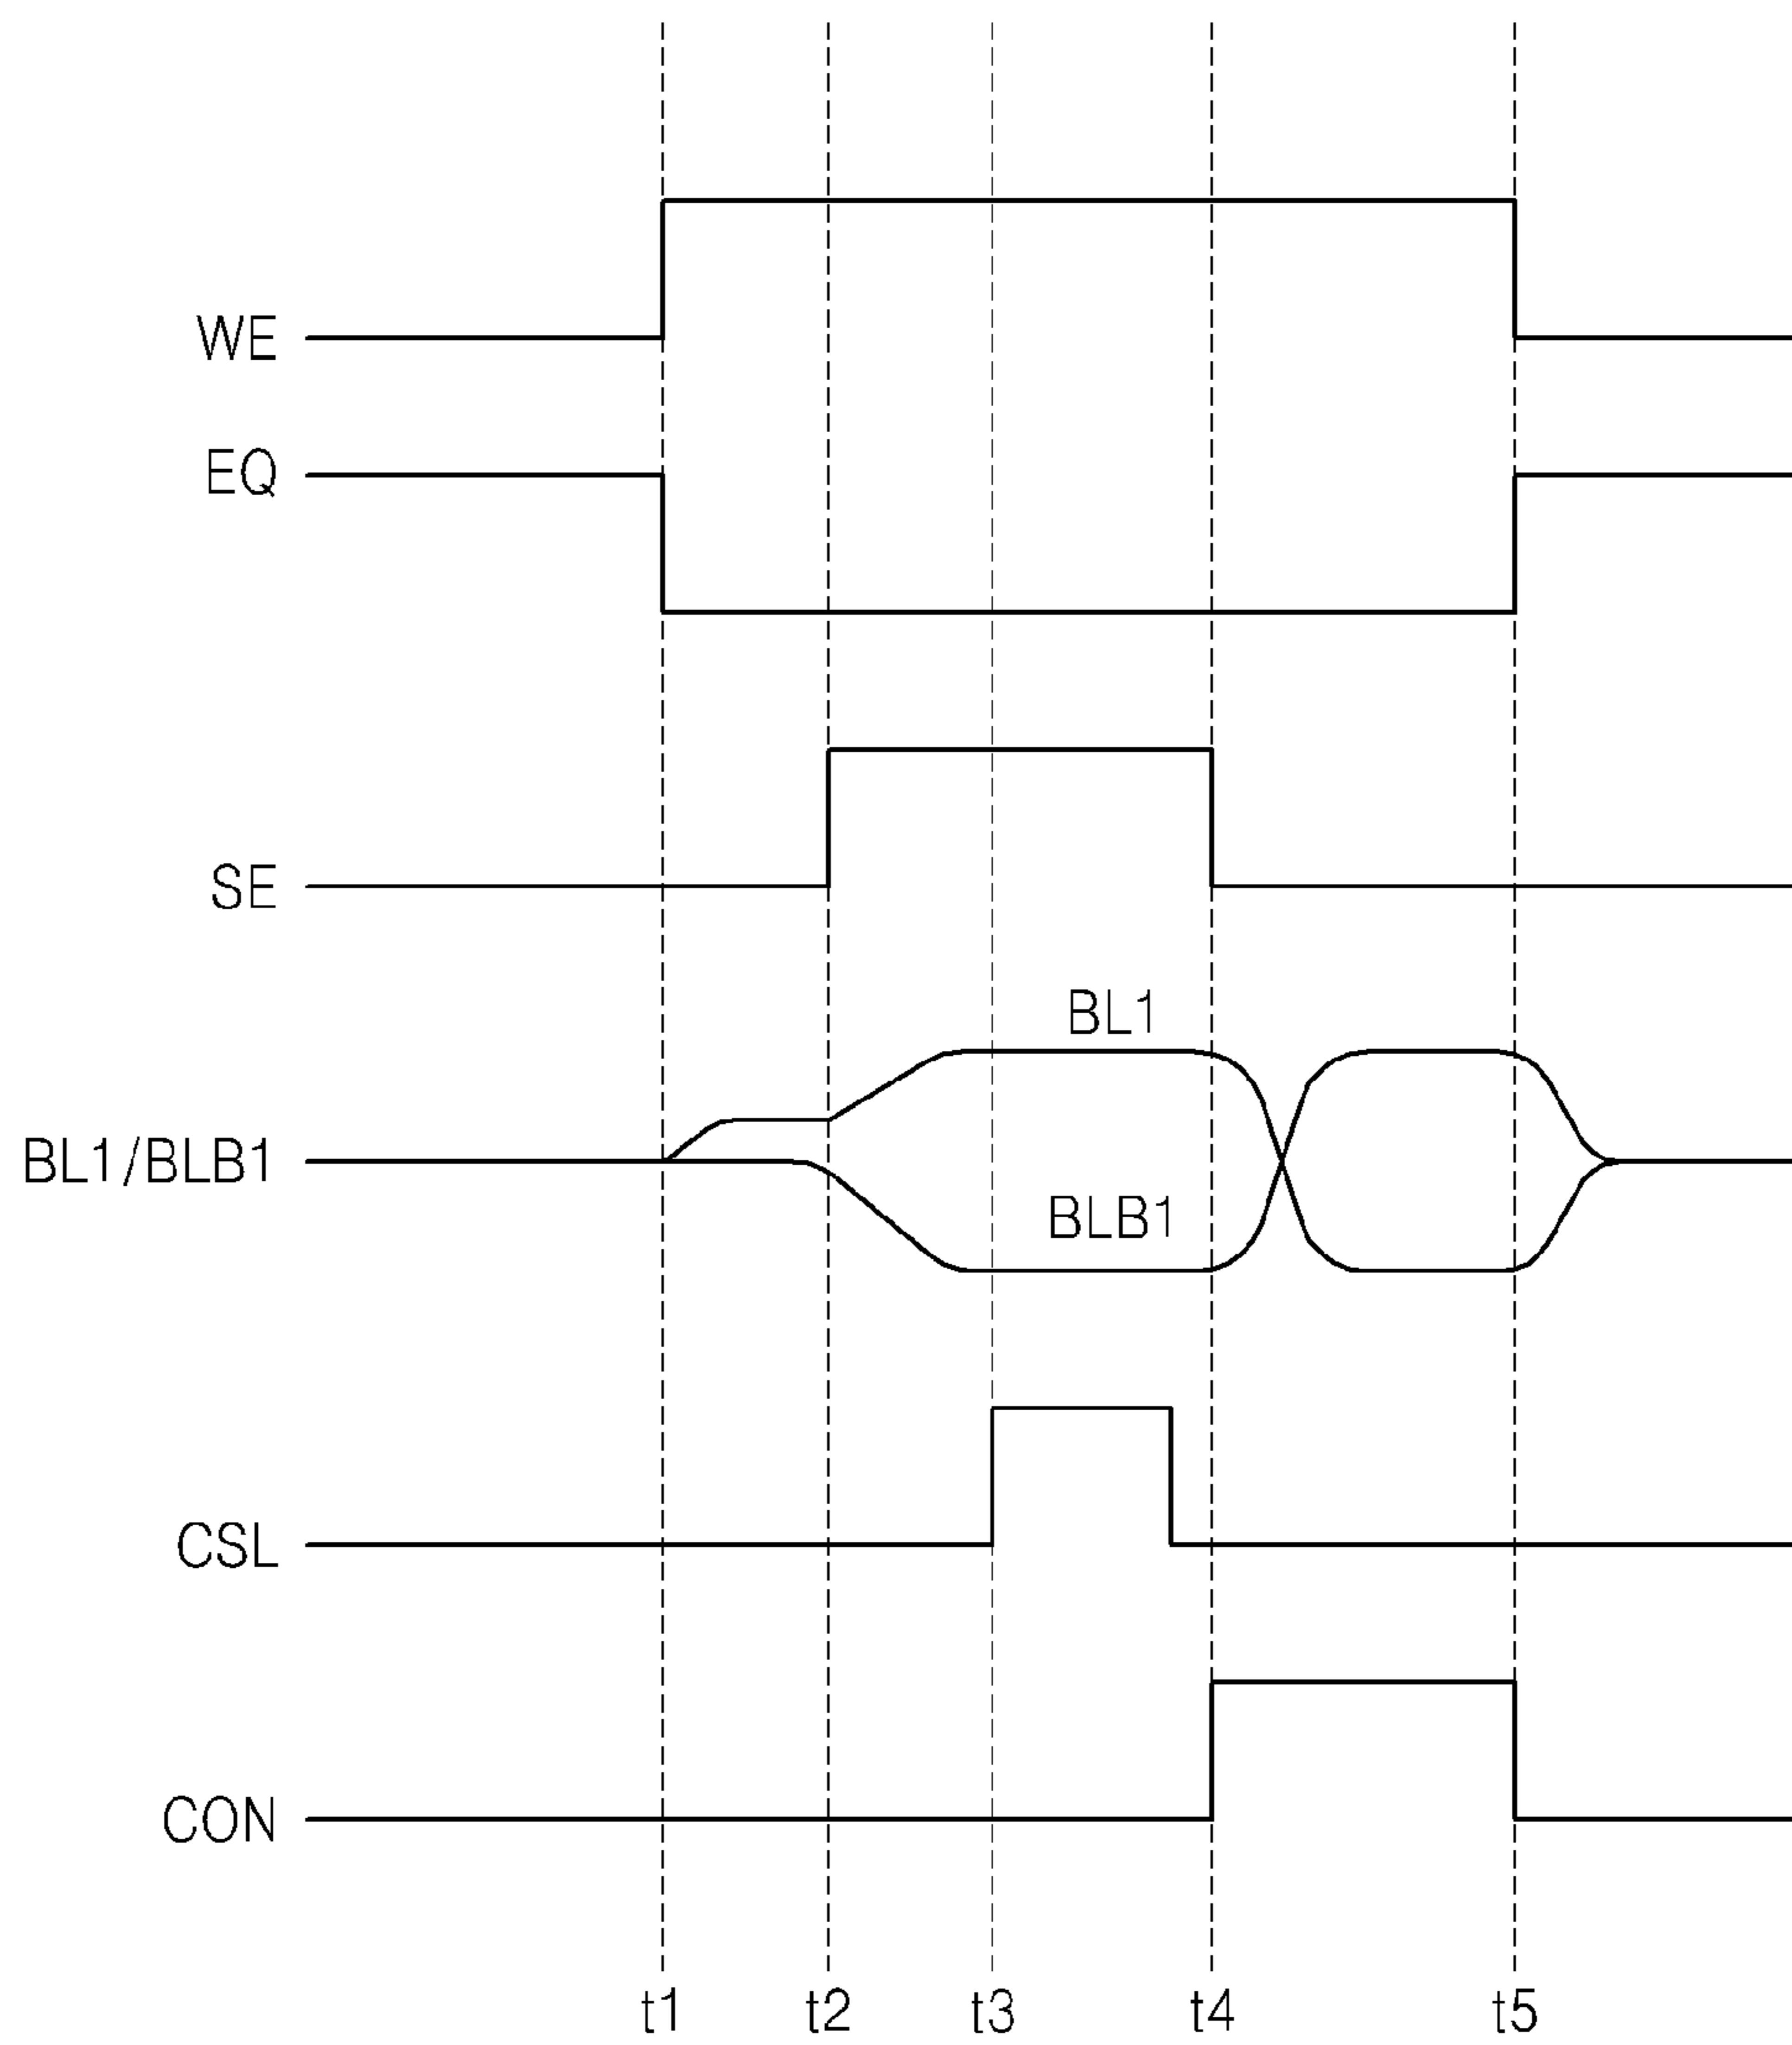 WE
EQ
SE
BL1
BL1/BLB1
BLB1
CSL
CON
t1 t2 t3 t4 t5